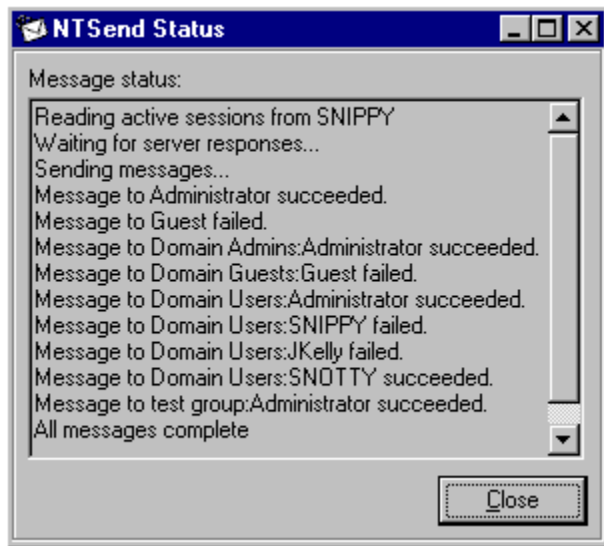 NTSend Status
Message status:
Reading active sessions from SNIPPY
Waiting for server responses...
Sending messages...
Message to Administrator succeeded.
Message to Guest failed.
Message to Domain Admins:Administrator succeeded.
Message to Domain Guests:Guest failed.
Message to Domain Users:Administrator succeeded.
Message to Domain Users:SNIPPY failed.
Message to Domain Users:JKelly failed.
Message to Domain Users:SNOTTY succeeded.
Message to test group:Administrator succeeded.
All messages complete
Close